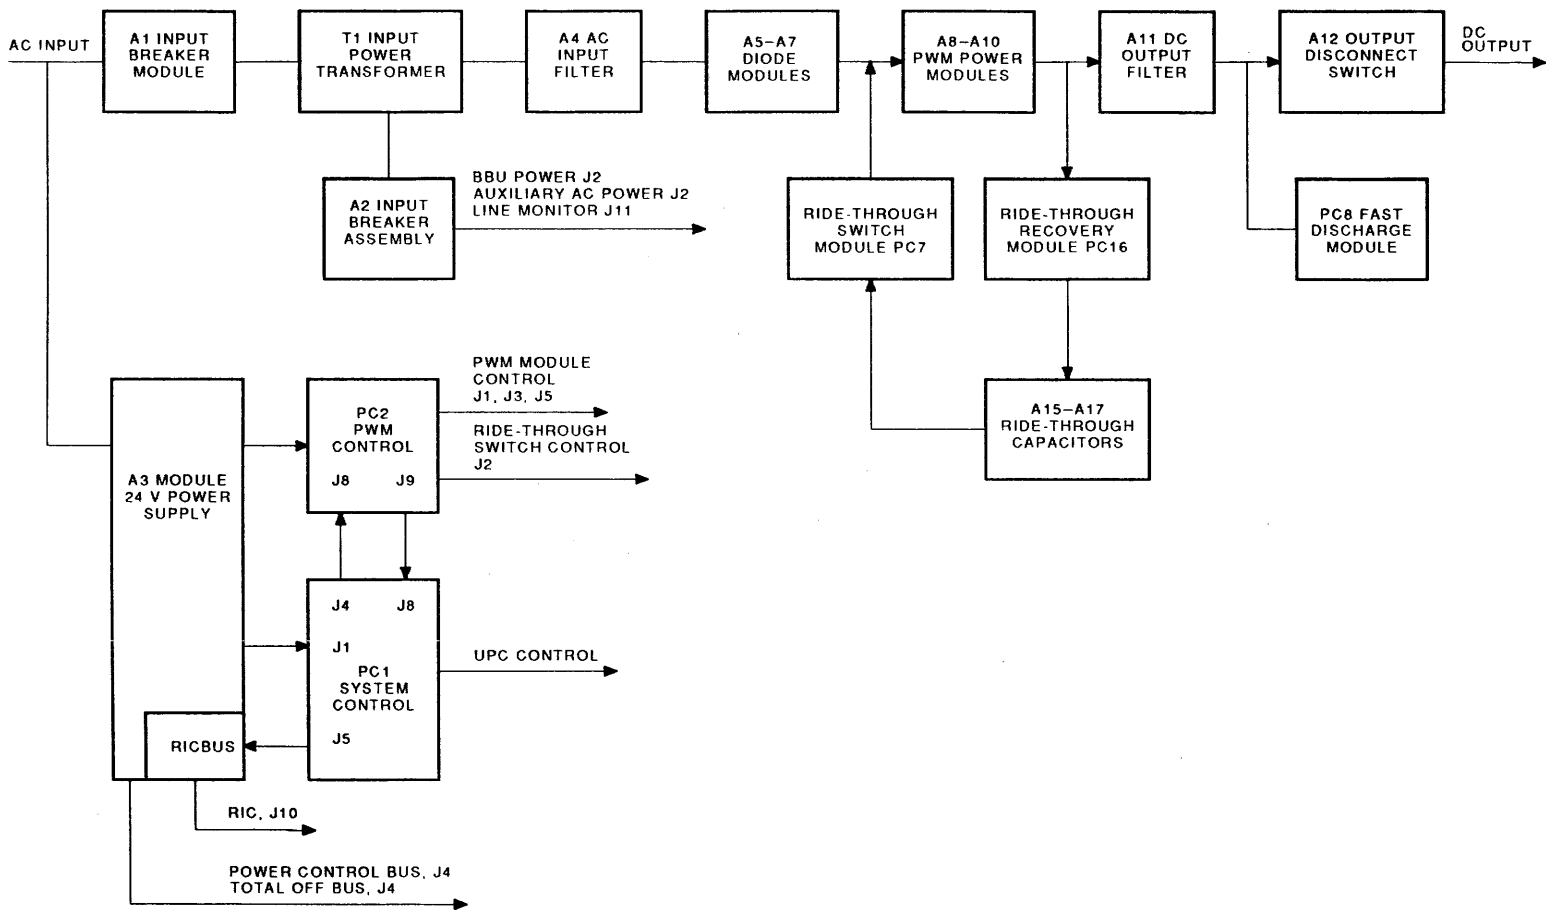 AC INPUT
A1 INPUT
BREAKER
MODULE
T1 INPUT
POWER
TRANSFORMER
A4 AC
INPUT
FILTER
A5-A7
DIODE
MODULES
A8-A10
PWM POWER
MODULES
A11 DC
OUTPUT
FILTER
A12 OUTPUT
DISCONNECT
SWITCH
DC
OUTPUT
A2 INPUT
BREAKER
ASSEMBLY
BBU POWER J2
AUXILIARY AC POWER J2
LINE MONITOR J11
RIDE-THROUGH
SWITCH
MODULE PC7
RIDE-THROUGH
RECOVERY
MODULE PC16
PC8 FAST
DISCHARGE
MODULE
A15-A17
RIDE-THROUGH
CAPACITORS
A3 MODULE
24 V POWER
SUPPLY
PC2
PWM
CONTROL
J8 J9
PWM MODULE
CONTROL
J1, J3, J5
RIDE-THROUGH
SWITCH CONTROL
J2
J4 J8
J1
PC1
SYSTEM
CONTROL
J5
UPC CONTROL
RICBUS
RIC, J10
POWER CONTROL BUS, J4
TOTAL OFF BUS, J4